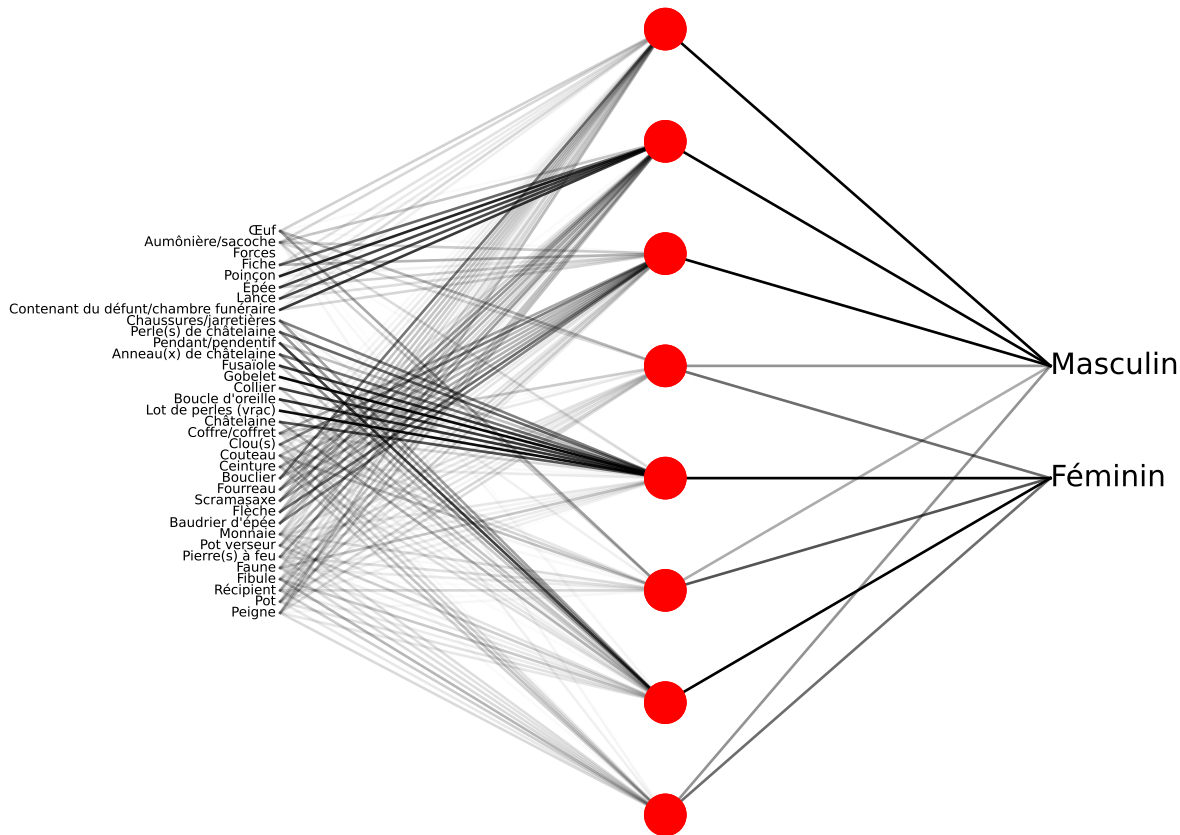 Œuf
Aumônière/sacoche
Forces
Fiche
Poinçon
Épée
Lance
Contenant du défunt/chambre funéraire
Chaussures/jarretières
Perle(s) de châtelaine
Pendant/pendentif
Anneau(x) de châtelaine
Fusaïole
Gobelet
Collier
Boucle d'oreille
Lot de perles (vrac)
Châtelaine
Coffre/coffret
Clou(s)
Couteau
Ceinture
Bouclier
Fourreau
Scramasaxe
Flèche
Baudrier d'épée
Monnaie
Pot verseur
Pierre(s) à feu
Faune
Fibule
Récipient
Pot
Peigne
Masculin
Féminin